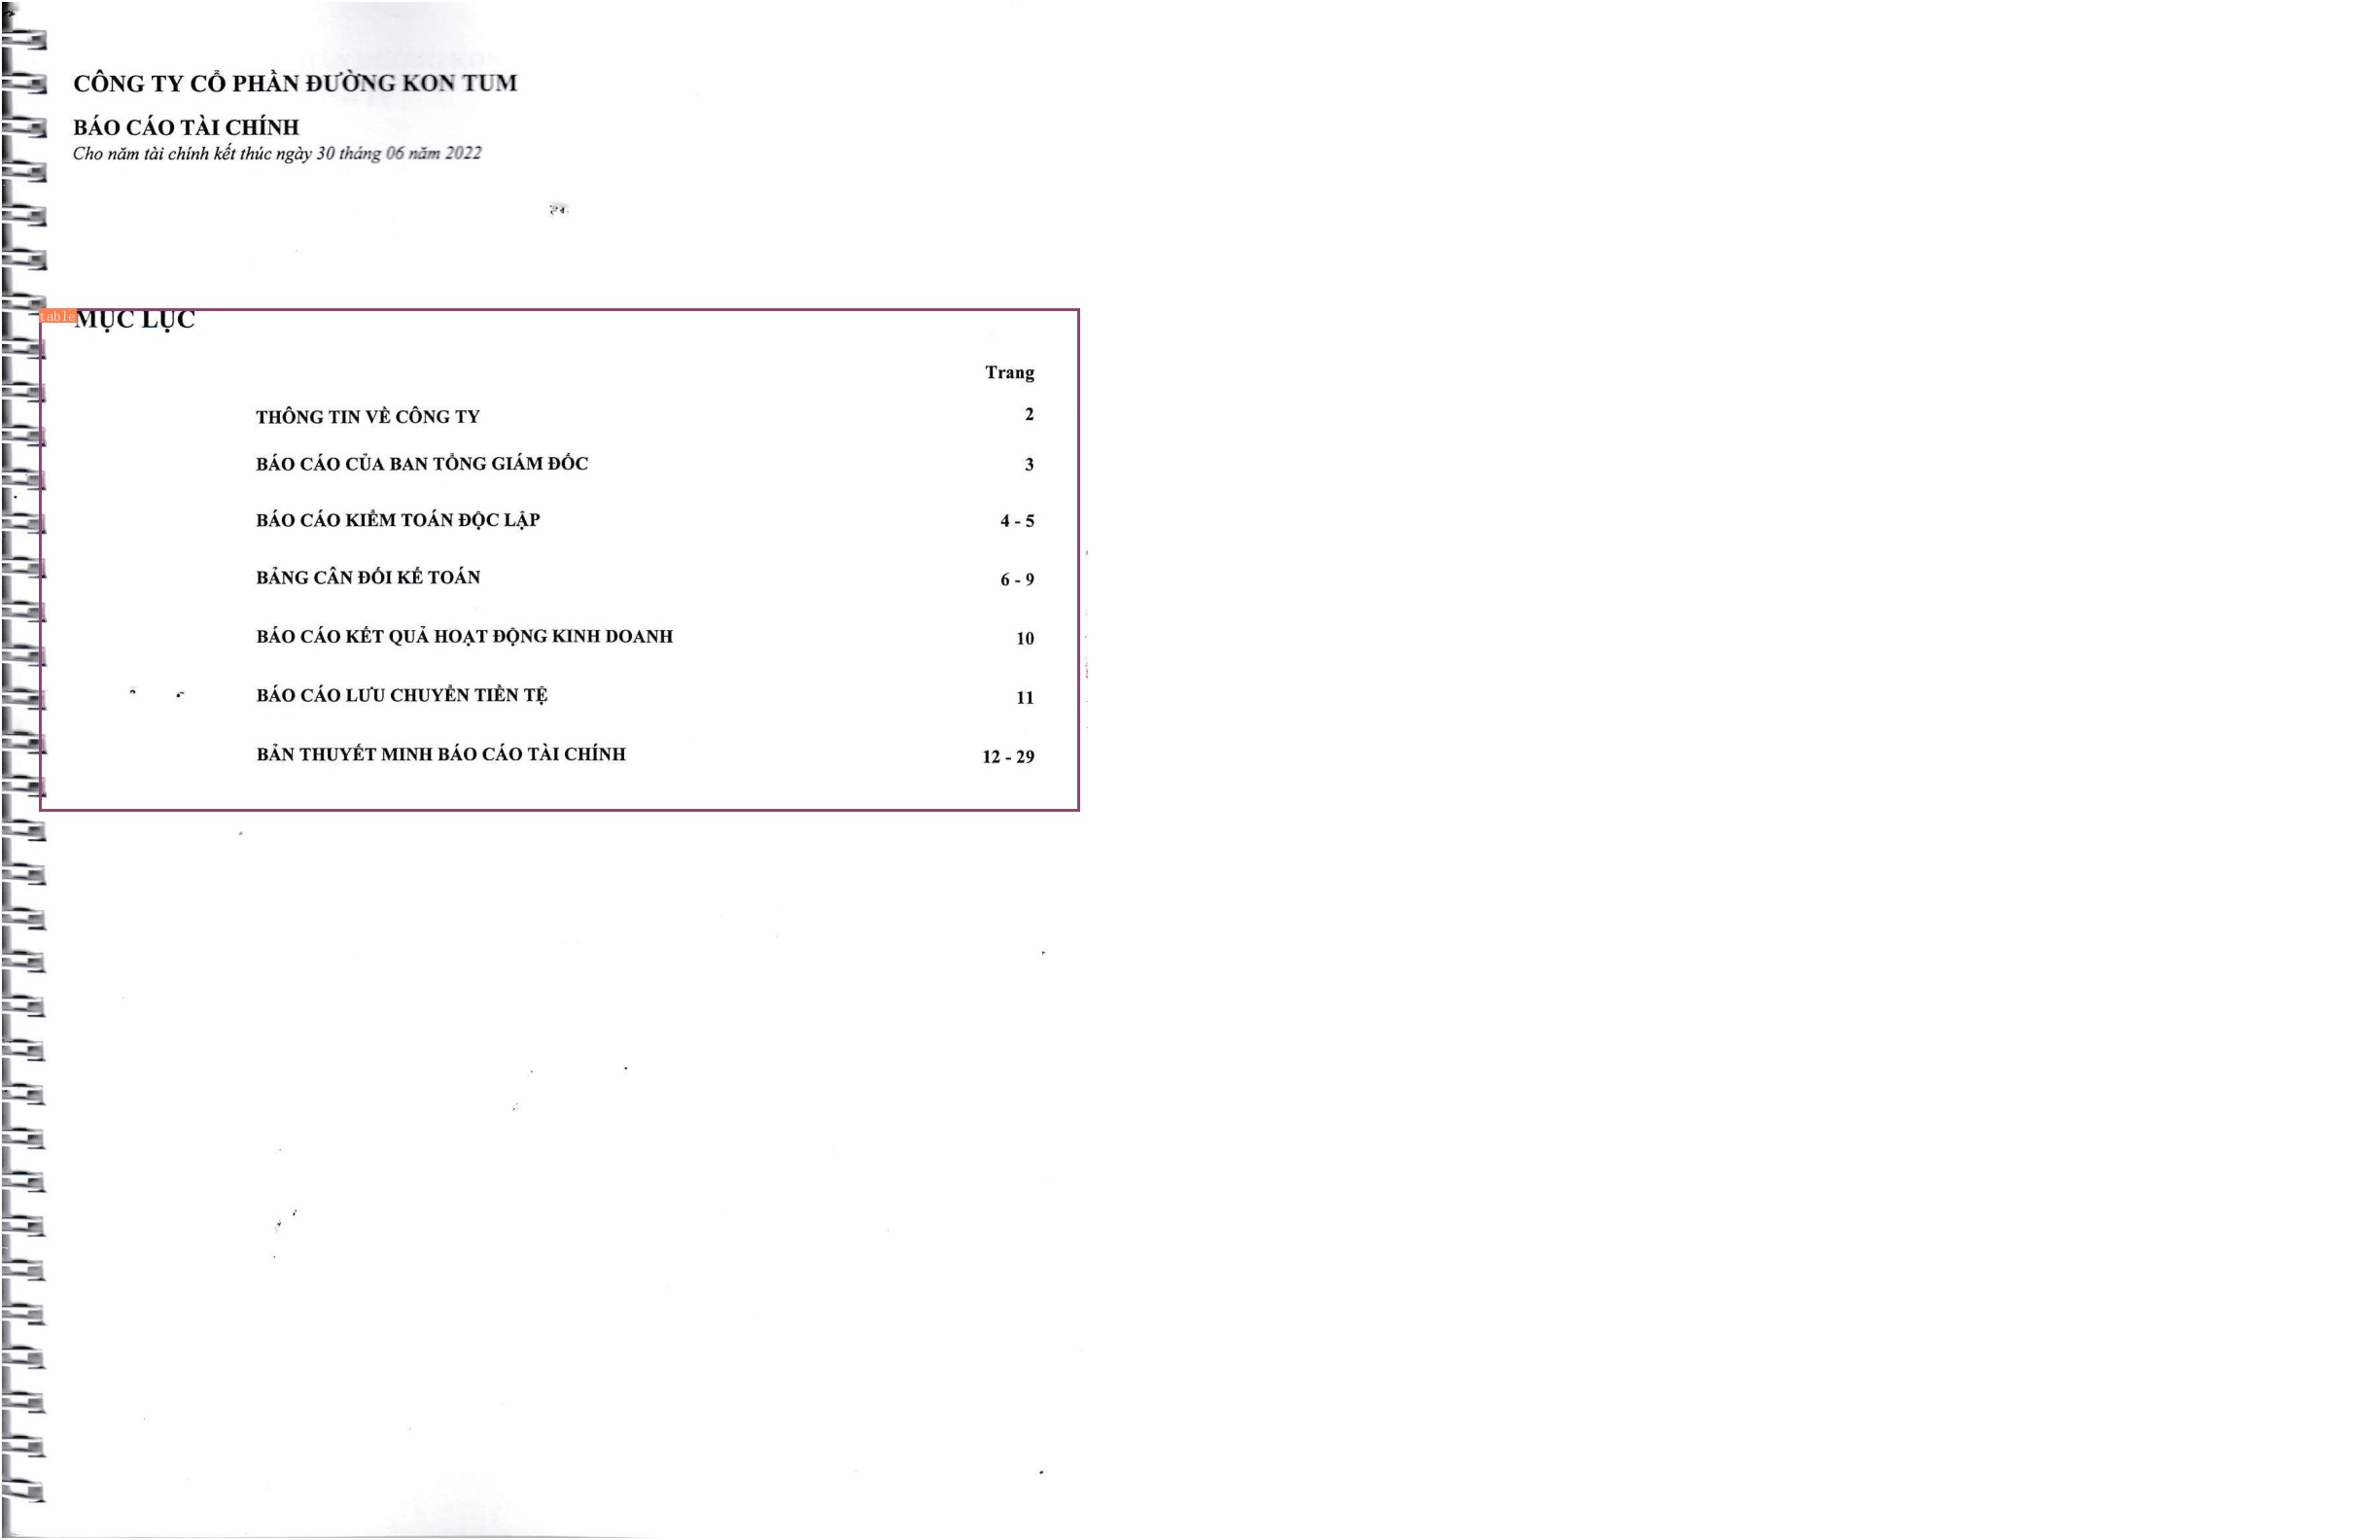 CÔNG TY CỔ PHẦN ĐƯỜNG KON TUM
BÁO CÁO TÀI CHÍNH
Cho năm tài chính kết thúc ngày 30 tháng 06 năm 2022
table
MỤC LỤC
Trang
THÔNG TIN VỀ CÔNG TY 2
BÁO CÁO CỦA BAN TỔNG GIÁM ĐỐC 3
BÁO CÁO KIỂM TOÁN ĐỘC LẬP 4 - 5
BẢNG CÂN ĐỐI KẾ TOÁN 6 - 9
BÁO CÁO KẾT QUẢ HOẠT ĐỘNG KINH DOANH 10
BÁO CÁO LƯU CHUYỂN TIỀN TỆ 11
BẢN THUYẾT MINH BÁO CÁO TÀI CHÍNH 12 - 29